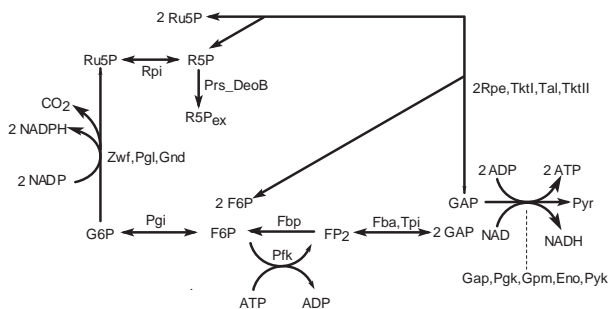 2 Ru5P
Ru5P
R5P
Rpi
Prs_DeoB
R5Pex
CO2
2 NADPH
Zwf,Pgl,Gnd
2 NADP
2Rpe,TktI,Tal,TktII
2 F6P
2 ADP
2 ATP
GAP
Pyr
NAD
NADH
G6P
Pgi
F6P
Fbp
FP2
Fba,Tpi
2 GAP
Pfk
ATP
ADP
Gap,Pgk,Gpm,Eno,Pyk